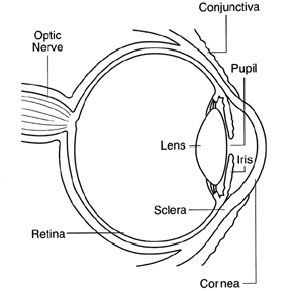 Conjunctiva
Optic
Nerve
Pupil
Lens
Iris
Sclera
Retina
Cornea